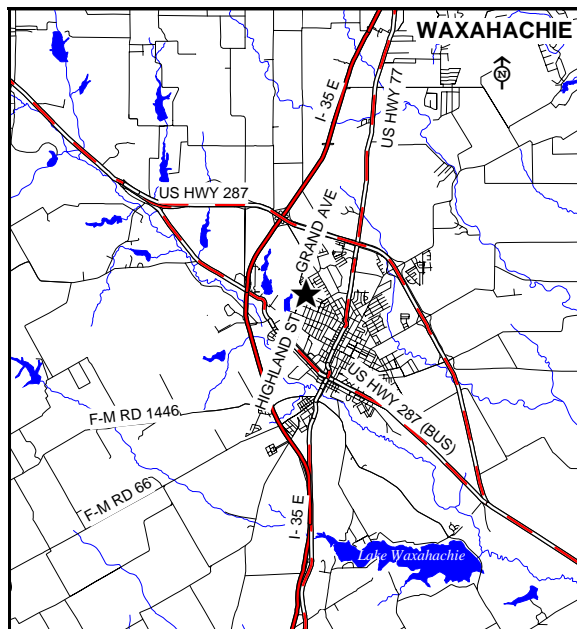 WAXAHACHIE
N
I- 35 E
US HWY 77
US HWY 287
GRAND AVE
HIGHLAND ST
US HWY 287 (BUS)
F-M RD 1446
F-M RD 66
I- 35 E
Lake Waxahachie